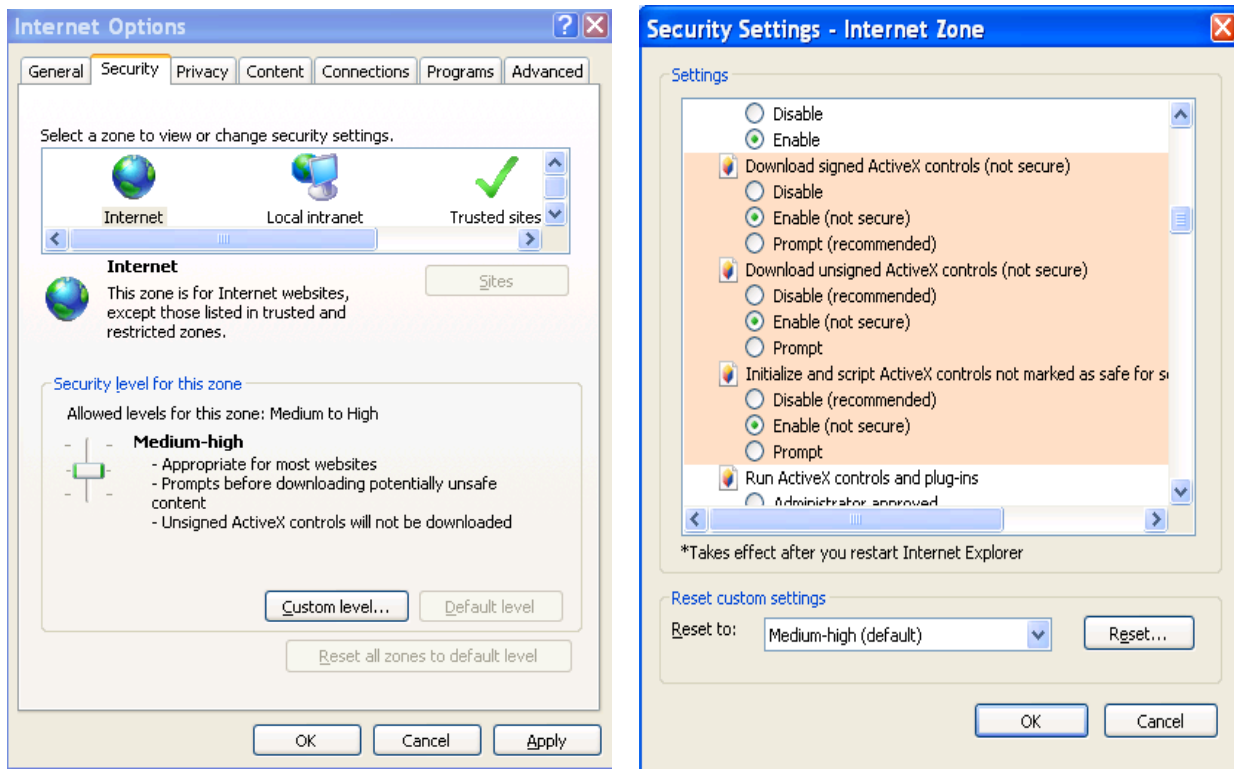 Internet Options
General Security Privacy Content Connections Programs Advanced
Select a zone to view or change security settings.
Internet Local intranet Trusted sites
Internet
This zone is for Internet websites,
except those listed in trusted and
restricted zones.
Sites
Security level for this zone
Allowed levels for this zone: Medium to High
Medium-high
- Appropriate for most websites
- Prompts before downloading potentially unsafe
content
- Unsigned ActiveX controls will not be downloaded
Custom level... Default level
Reset all zones to default level
OK Cancel Apply
Security Settings - Internet Zone
Settings
Disable
Enable
Download signed ActiveX controls (not secure)
Disable
Enable (not secure)
Prompt (recommended)
Download unsigned ActiveX controls (not secure)
Disable (recommended)
Enable (not secure)
Prompt
Initialize and script ActiveX controls not marked as safe for s
Disable (recommended)
Enable (not secure)
Prompt
Run ActiveX controls and plug-ins
Administrator approved
*Takes effect after you restart Internet Explorer
Reset custom settings
Reset to: Medium-high (default) Reset...
OK Cancel